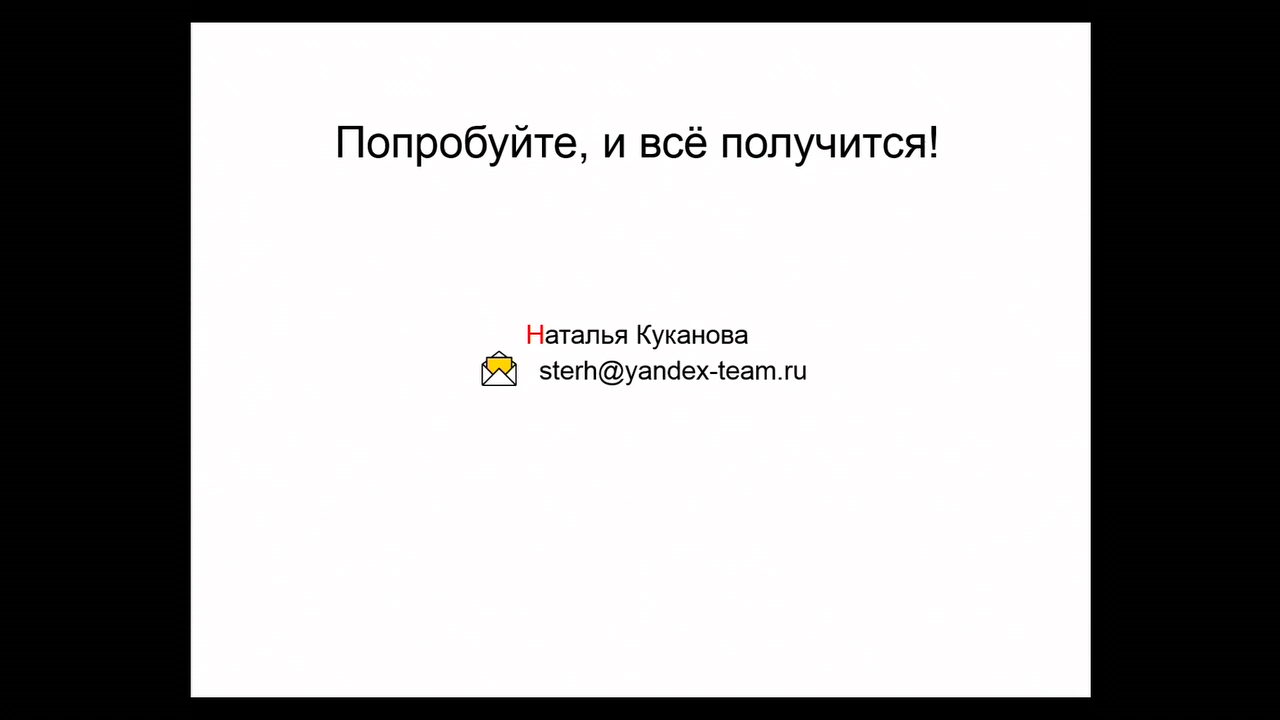 Попробуйте, и всё получится!
Наталья Куканова
sterh@yandex-team.ru